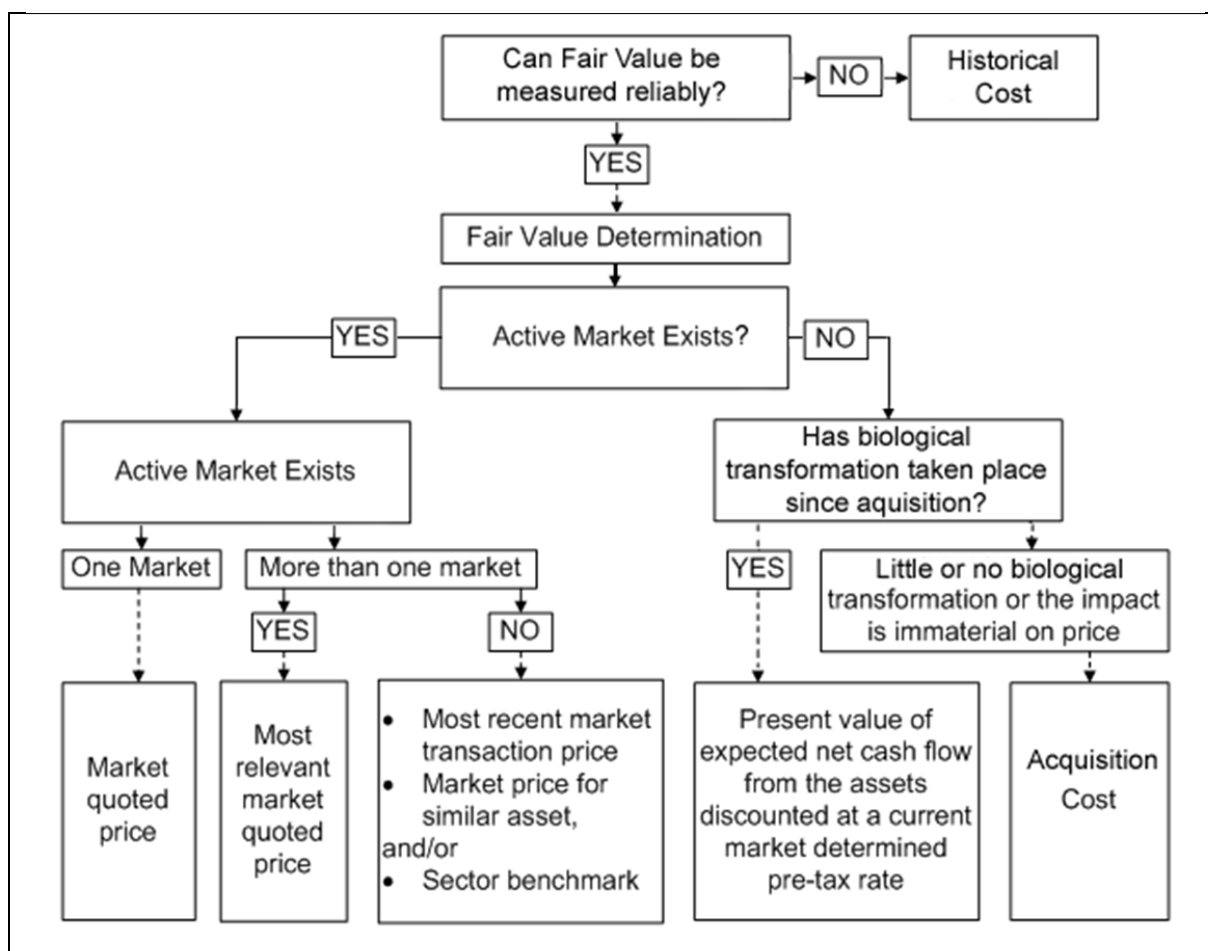 Can Fair Value be
measured reliably?
NO
Historical
Cost
YES
Fair Value Determination
Active Market Exists?
YES
NO
Active Market Exists
Has biological
transformation taken place
since aquisition?
One Market
More than one market
YES
Little or no biological
transformation or the impact
is immaterial on price
YES
NO
Market
quoted
price
Most
relevant
market
quoted
price
• Most recent market
transaction price
• Market price for
similar asset,
and/or
• Sector benchmark
Present value of
expected net cash flow
from the assets
discounted at a current
market determined
pre-tax rate
Acquisition
Cost